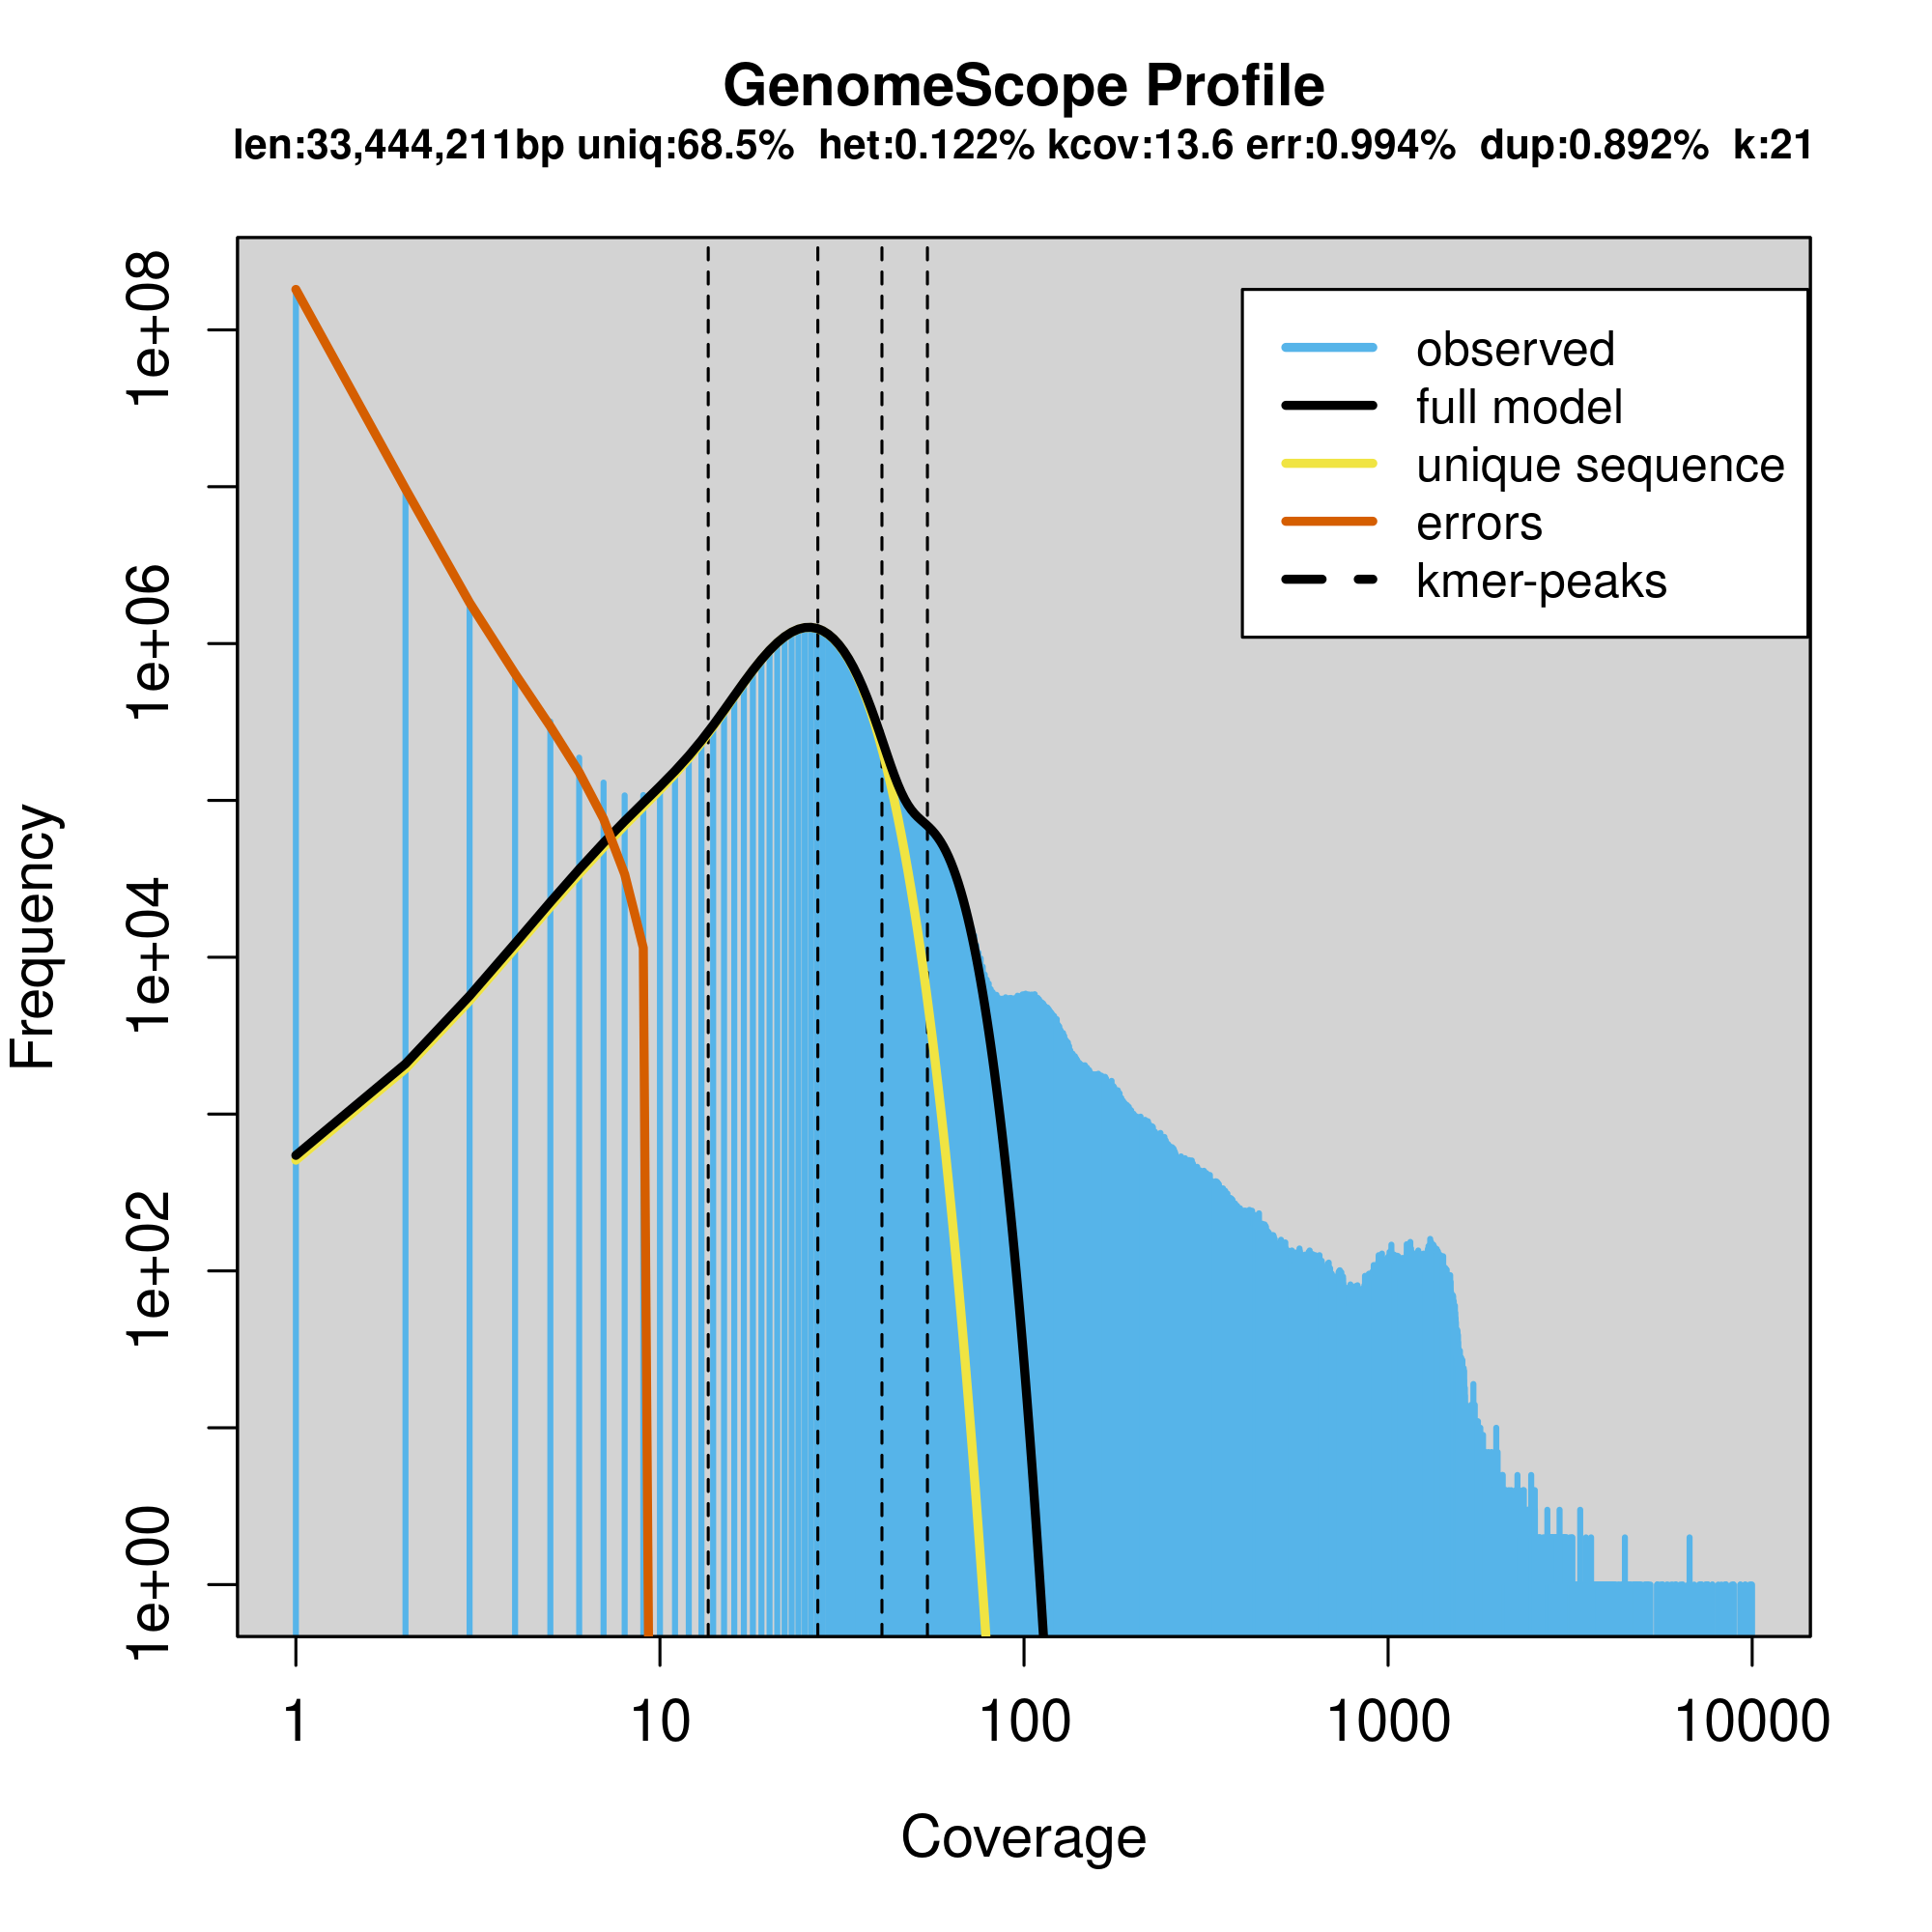 GenomeScope Profile
len:33,444,211bp uniq:68.5% het:0.122% kcov:13.6 err:0.994% dup:0.892% k:21
1e+08
1e+06
1e+04
1e+02
1e+00
Frequency
observed
full model
unique sequence
errors
kmer-peaks
1 10 100 1000 10000
Coverage